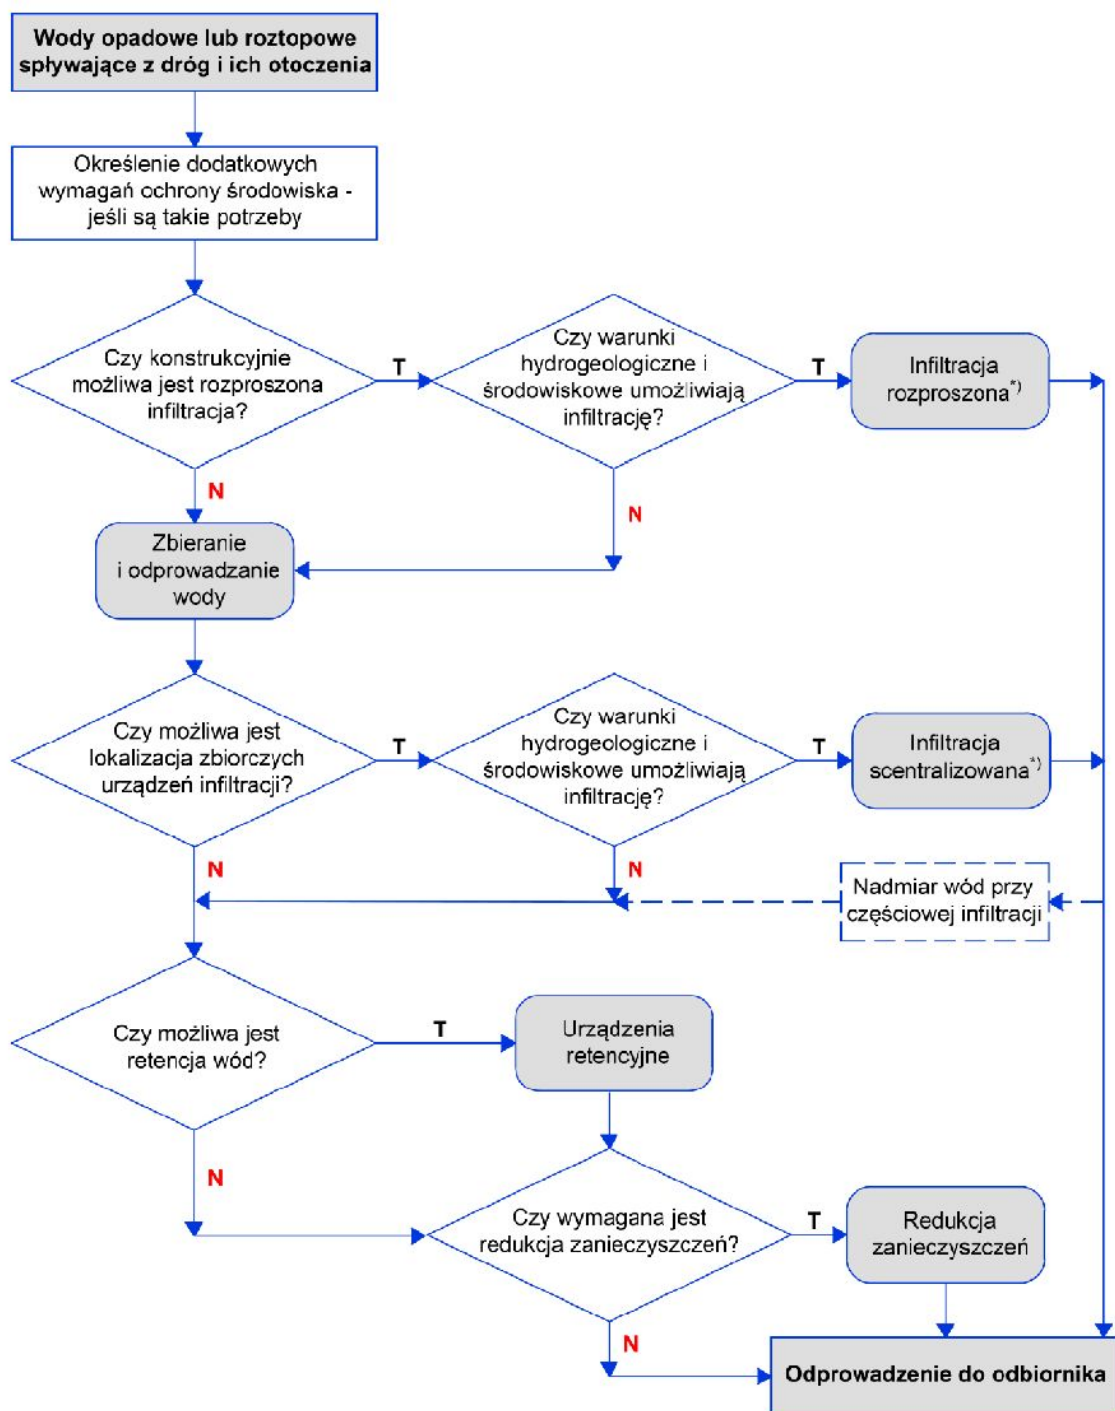 Wody opadowe lub roztopowe
spływające z dróg i ich otoczenia
Określenie dodatkowych
wymagań ochrony środowiska -
jeśli są takie potrzeby
Czy konstrukcyjnie
możliwa jest rozproszona
infiltracja?
T
Czy warunki
hydrogeologiczne i
środowiskowe umożliwiają
infiltrację?
T
Infiltracja
rozproszona*)
N
N
Zbieranie
i odprowadzanie
wody
Czy możliwa jest
lokalizacja zbiorczych
urządzeń infiltracji?
T
Czy warunki
hydrogeologiczne i
środowiskowe umożliwiają
infiltrację?
T
Infiltracja
scentralizowana*)
N
N
Nadmiar wód przy
częściowej infiltracji
Czy możliwa jest
retencja wód?
T
Urządzenia
retencyjne
N
Czy wymagana jest
redukcja zanieczyszczeń?
T
Redukcja
zanieczyszczeń
N
Odprowadzenie do odbiornika